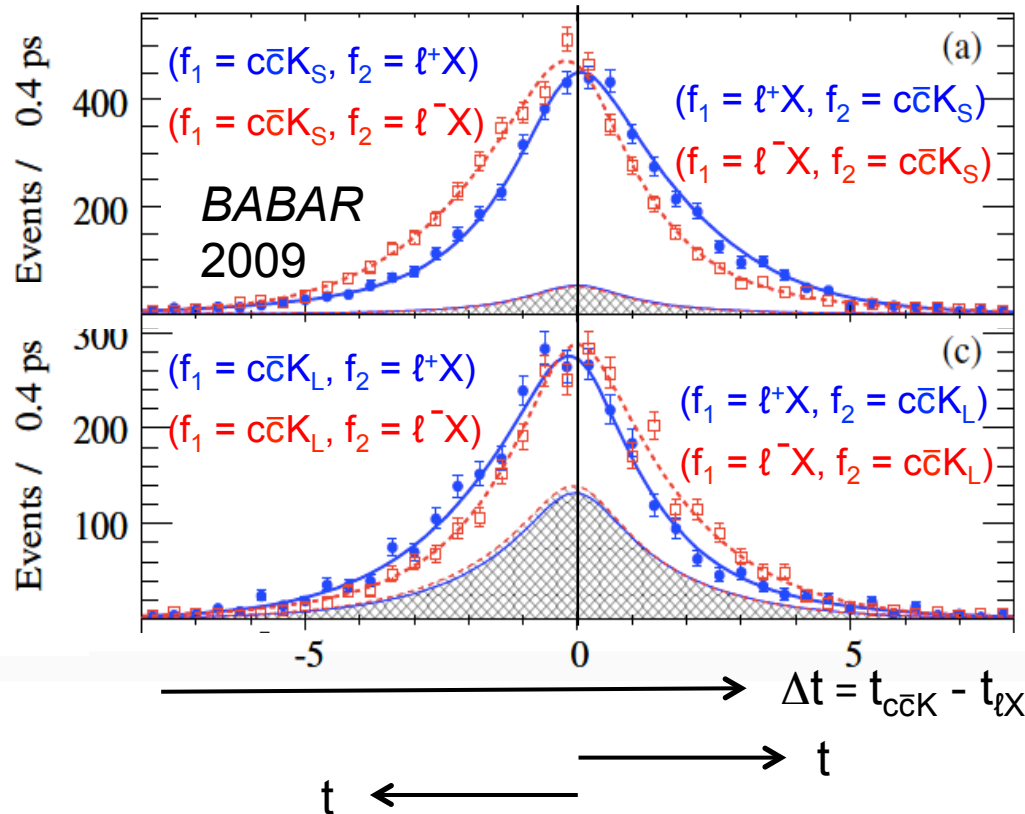 (f₁ = cc̄K_S, f₂ = ℓ⁺X)
(f₁ = cc̄K_S, f₂ = ℓ⁻X)
(a)
(f₁ = ℓ⁺X, f₂ = cc̄K_S)
(f₁ = ℓ⁻X, f₂ = cc̄K_S)
BABAR
2009
Events / 0.4 ps
400
200
(f₁ = cc̄K_L, f₂ = ℓ⁺X)
(f₁ = cc̄K_L, f₂ = ℓ⁻X)
(c)
(f₁ = ℓ⁺X, f₂ = cc̄K_L)
(f₁ = ℓ⁻X, f₂ = cc̄K_L)
Events / 0.4 ps
300
200
100
-5 0 5
Δt = t_cc̄K - t_ℓX
t
t